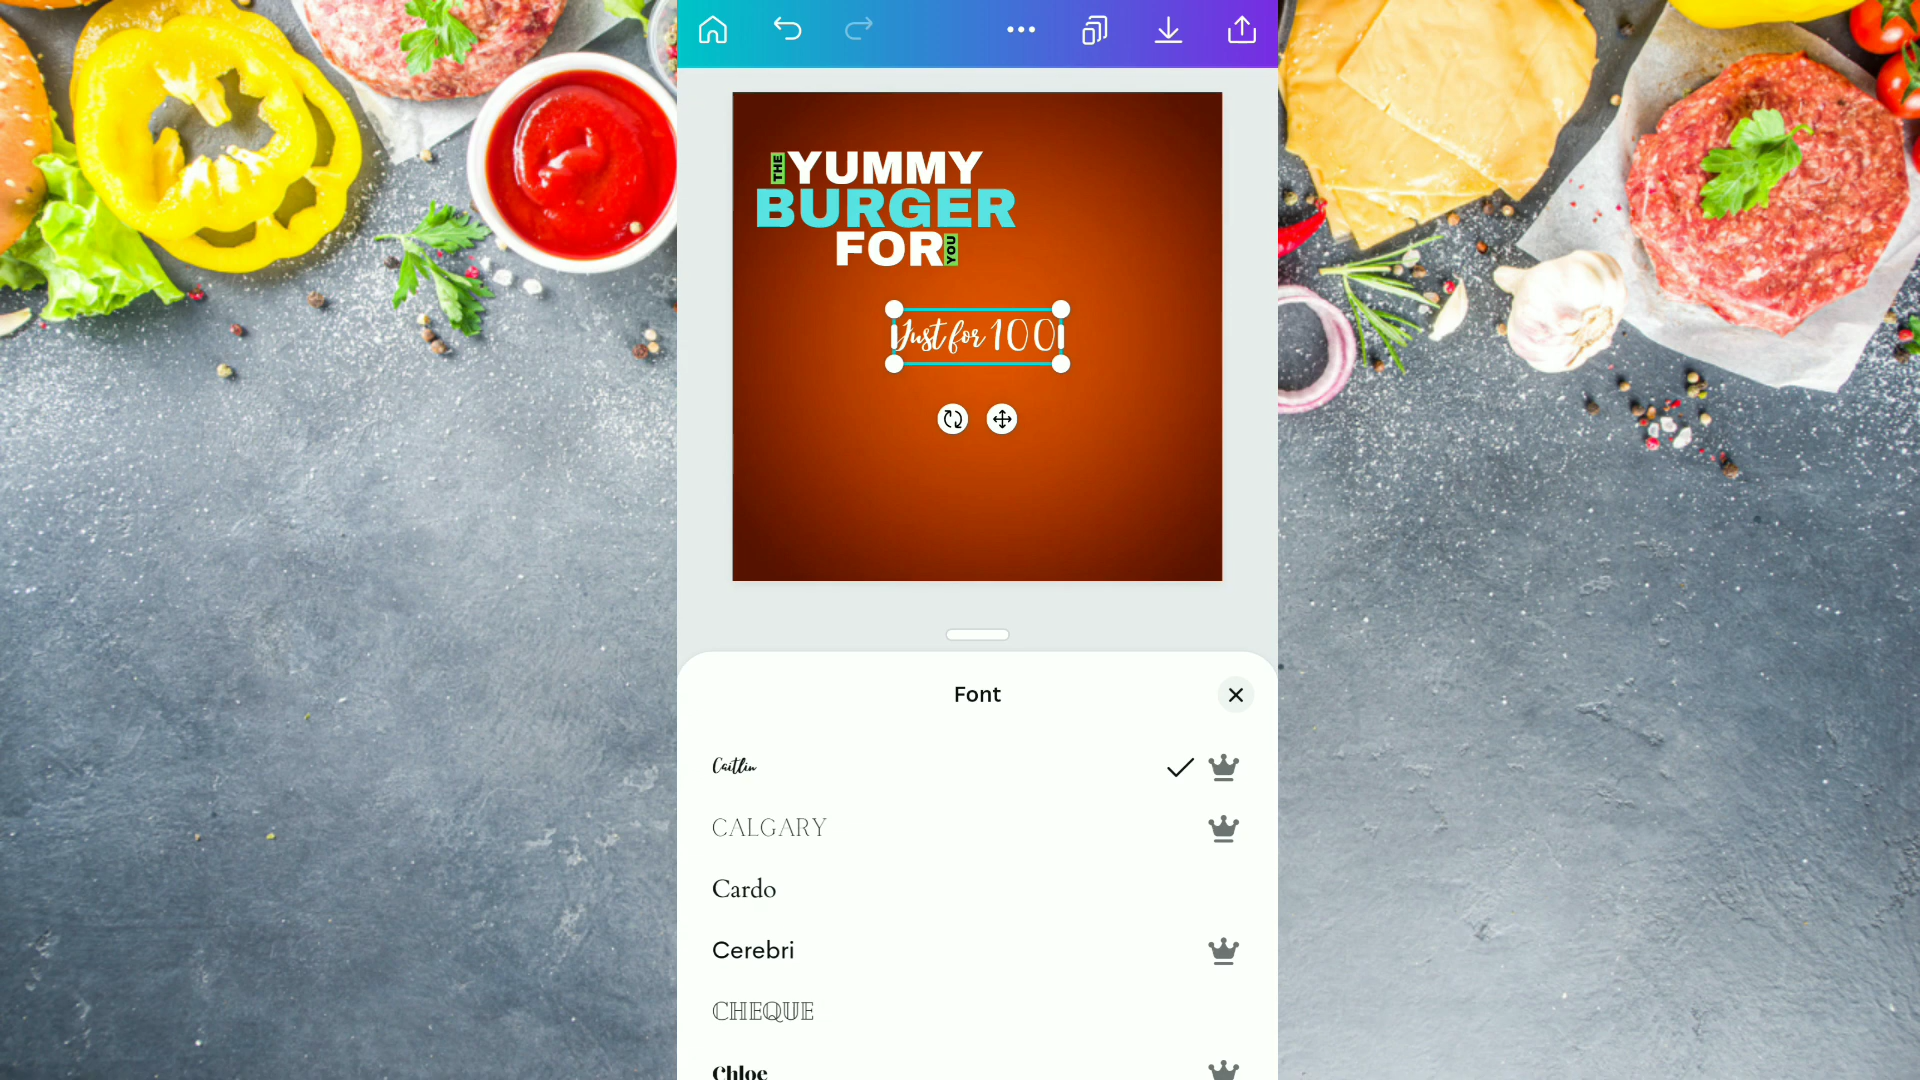 THE YUMMY
BURGER
FOR YOU
Just for 100
Font
Caitlin
CALGARY
Cardo
Cerebri
CHEQUE
Chloe